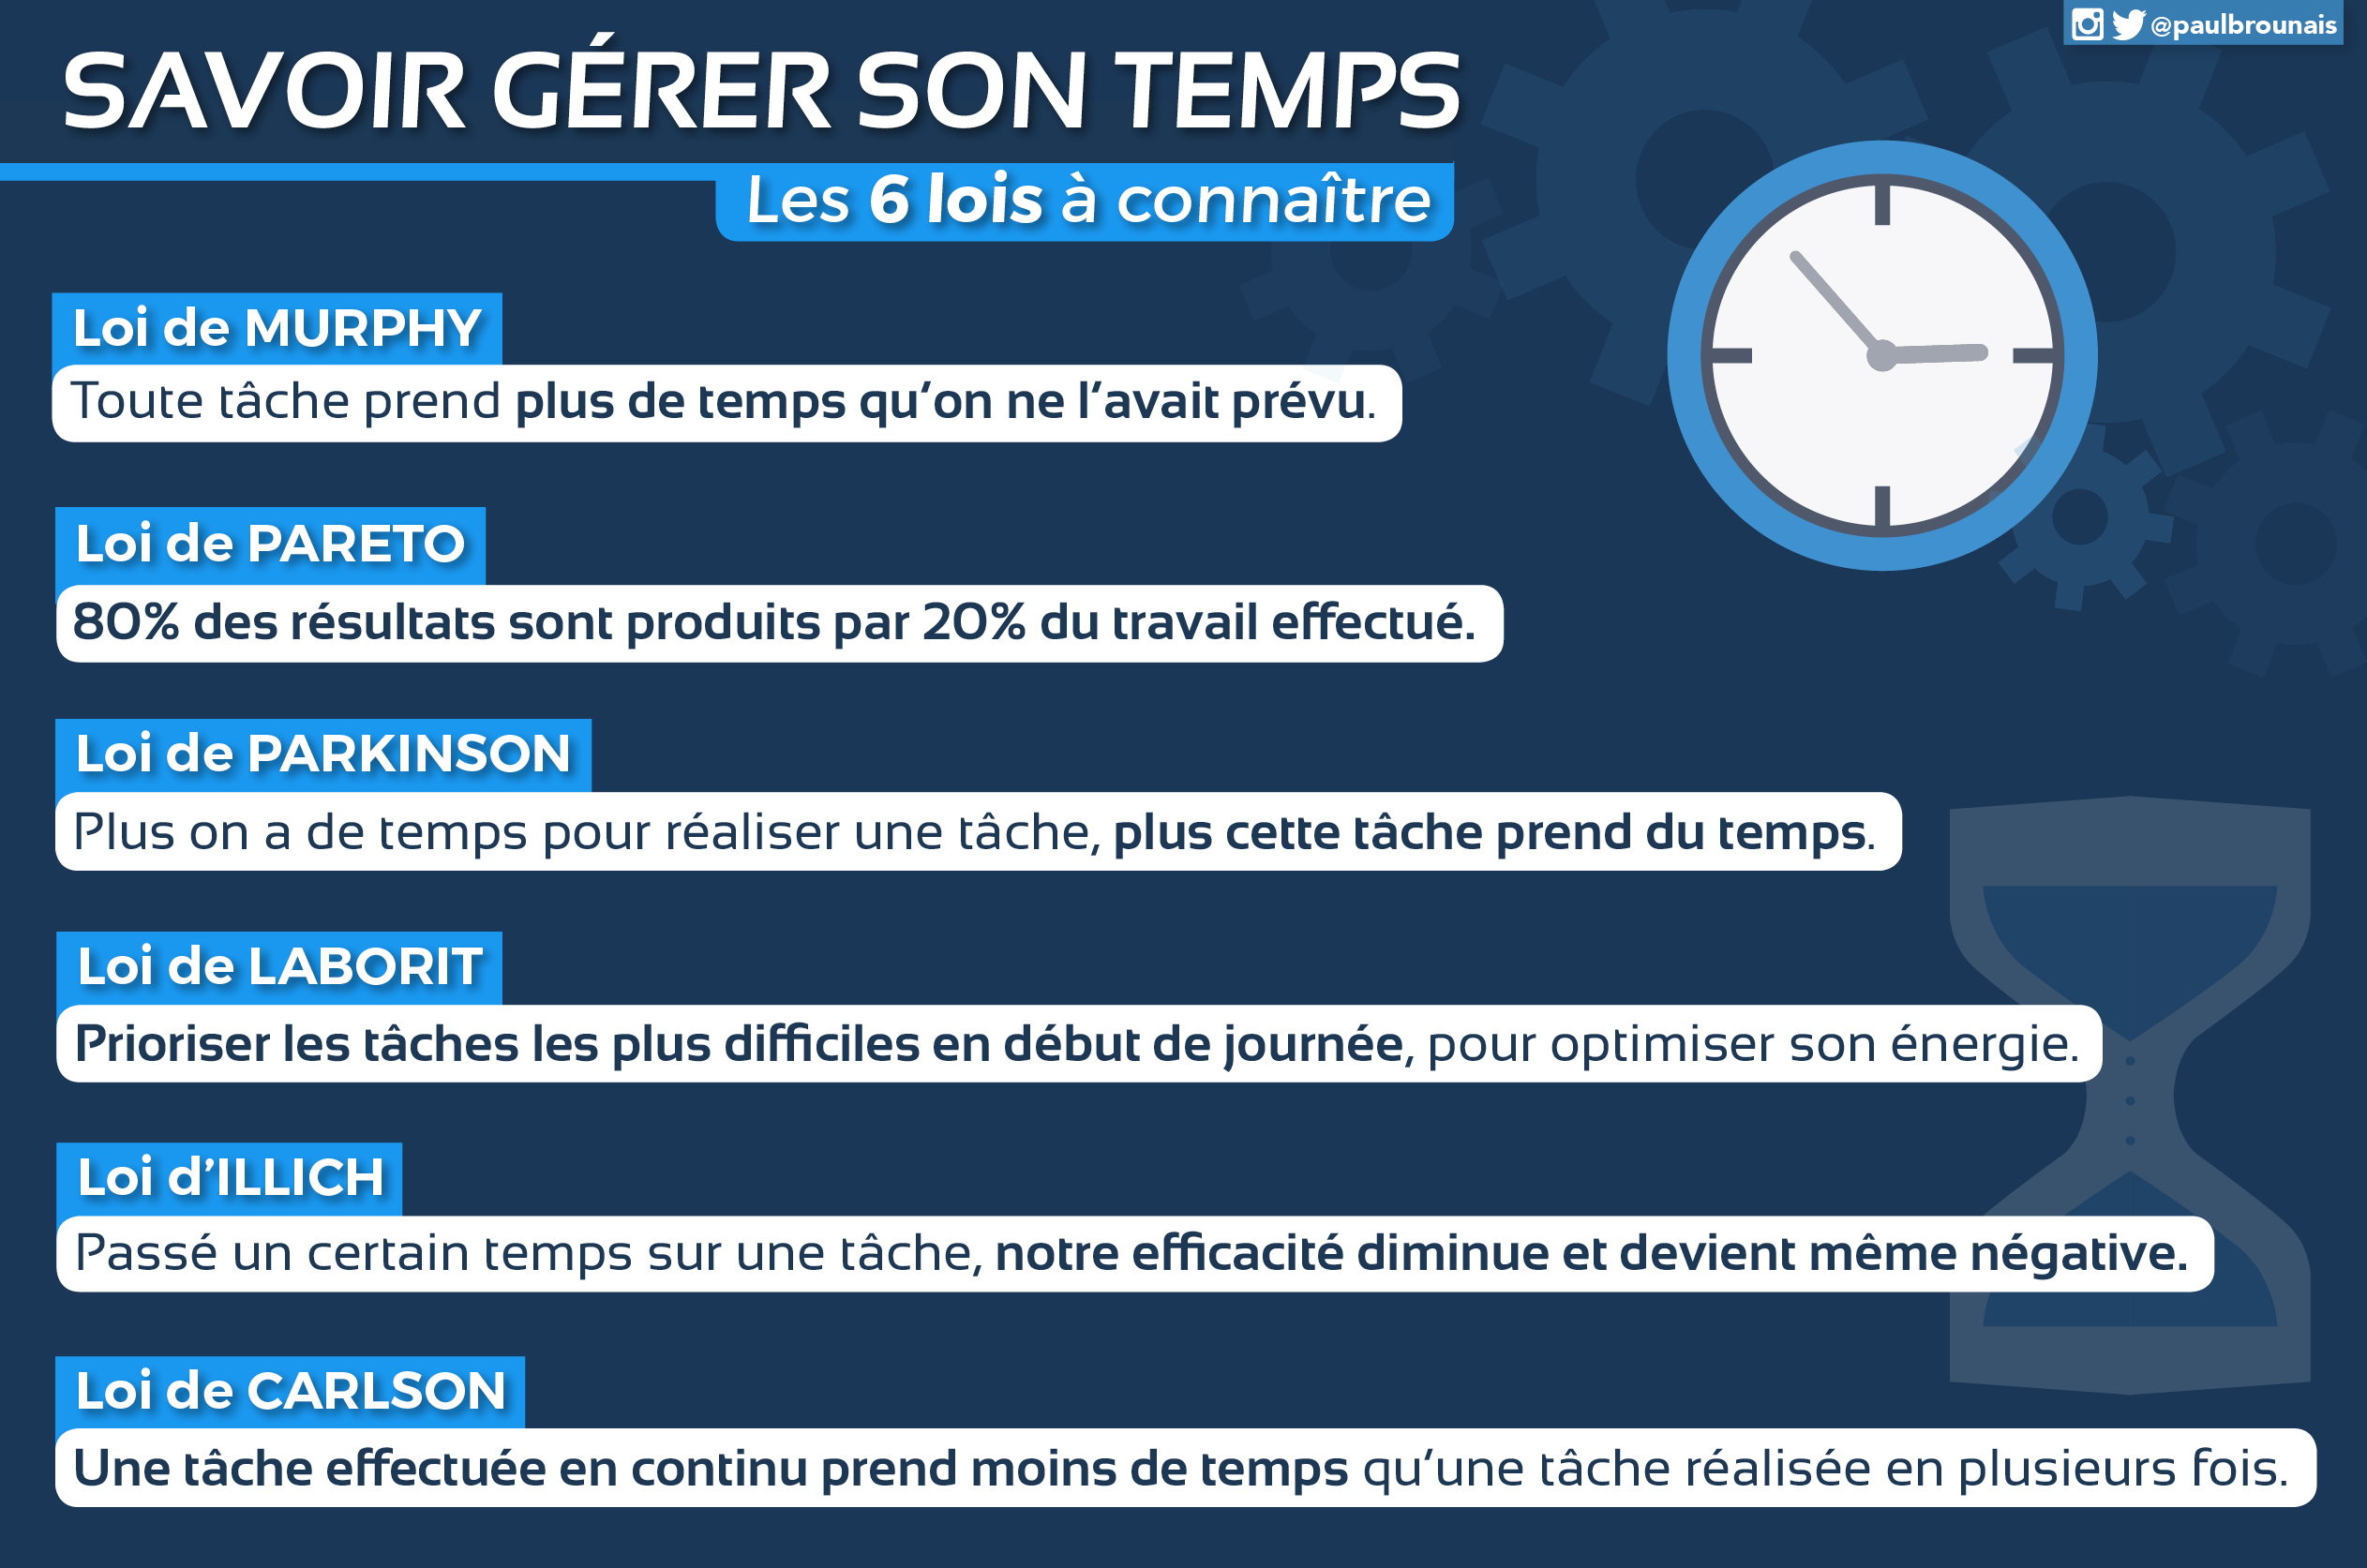 @paulbrounais
SAVOIR GÉRER SON TEMPS
Les 6 lois à connaître
Loi de MURPHY
Toute tâche prend plus de temps qu'on ne l'avait prévu.
Loi de PARETO
80% des résultats sont produits par 20% du travail effectué.
Loi de PARKINSON
Plus on a de temps pour réaliser une tâche, plus cette tâche prend du temps.
Loi de LABORIT
Prioriser les tâches les plus difficiles en début de journée, pour optimiser son énergie.
Loi d'ILLICH
Passé un certain temps sur une tâche, notre efficacité diminue et devient même négative.
Loi de CARLSON
Une tâche effectuée en continu prend moins de temps qu'une tâche réalisée en plusieurs fois.